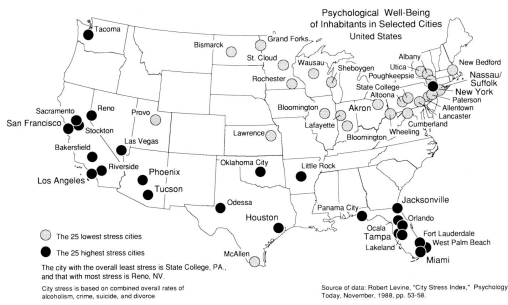 Psychological Well-Being
of Inhabitants in Selected Cities
United States
Tacoma
Bismarck
Grand Forks
St. Cloud
Wausau
Sheboygen
Rochester
Albany
Utica
Poughkeepsie
New Bedford
Nassau/
Suffolk
New York
State College
Altoona
Paterson
Allentown
Lancaster
Akron
Cumberland
Wheeling
Bloomington
Lafayette
Bloomington
Sacramento
Reno
San Francisco
Stockton
Provo
Lawrence
Las Vegas
Bakersfield
Riverside
Los Angeles
Phoenix
Tucson
Oklahoma City
Little Rock
Odessa
Houston
McAllen
Panama City
Jacksonville
Orlando
Ocala
Tampa
Lakeland
Fort Lauderdale
West Palm Beach
Miami
The 25 lowest stress cities
The 25 highest stress cities
The city with the overall least stress is State College, PA.,
and that with most stress is Reno, NV.
City stress is based on combined overall rates of
alcoholism, crime, suicide, and divorce
Source of data: Robert Levine, "City Stress Index," Psychology
Today, November, 1988, pp. 53-58.